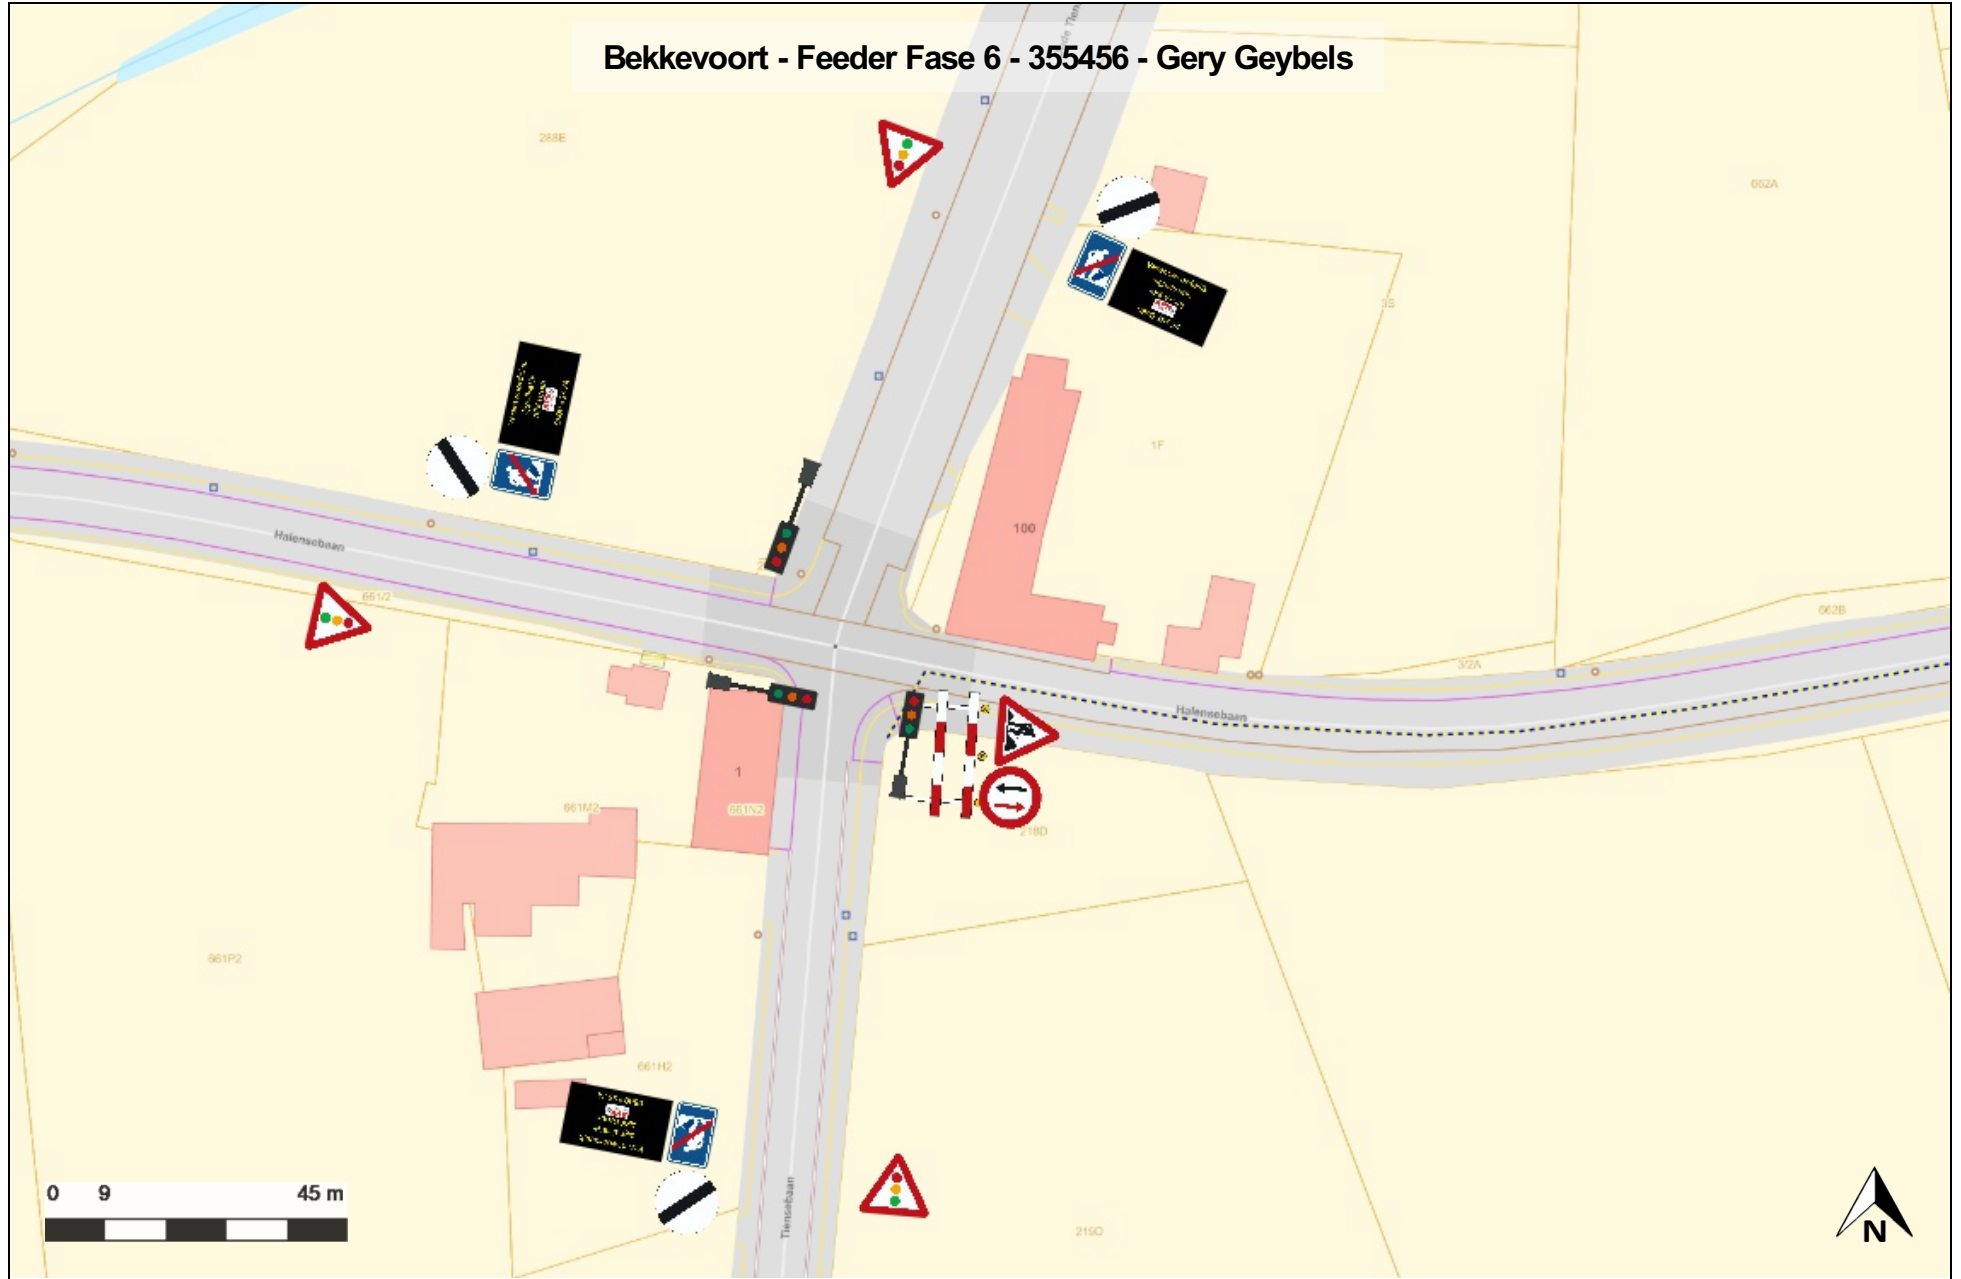 Bekkevoort - Feeder Fase 6 - 355456 - Gery Geybels
288E
662A
3S
1F
100
Halensebaan
661/2
662B
3/2A
Halensebaan
1
661M2
661N2
218D
661P2
661H2
Tiensebaan
219D
0 9 45 m
N